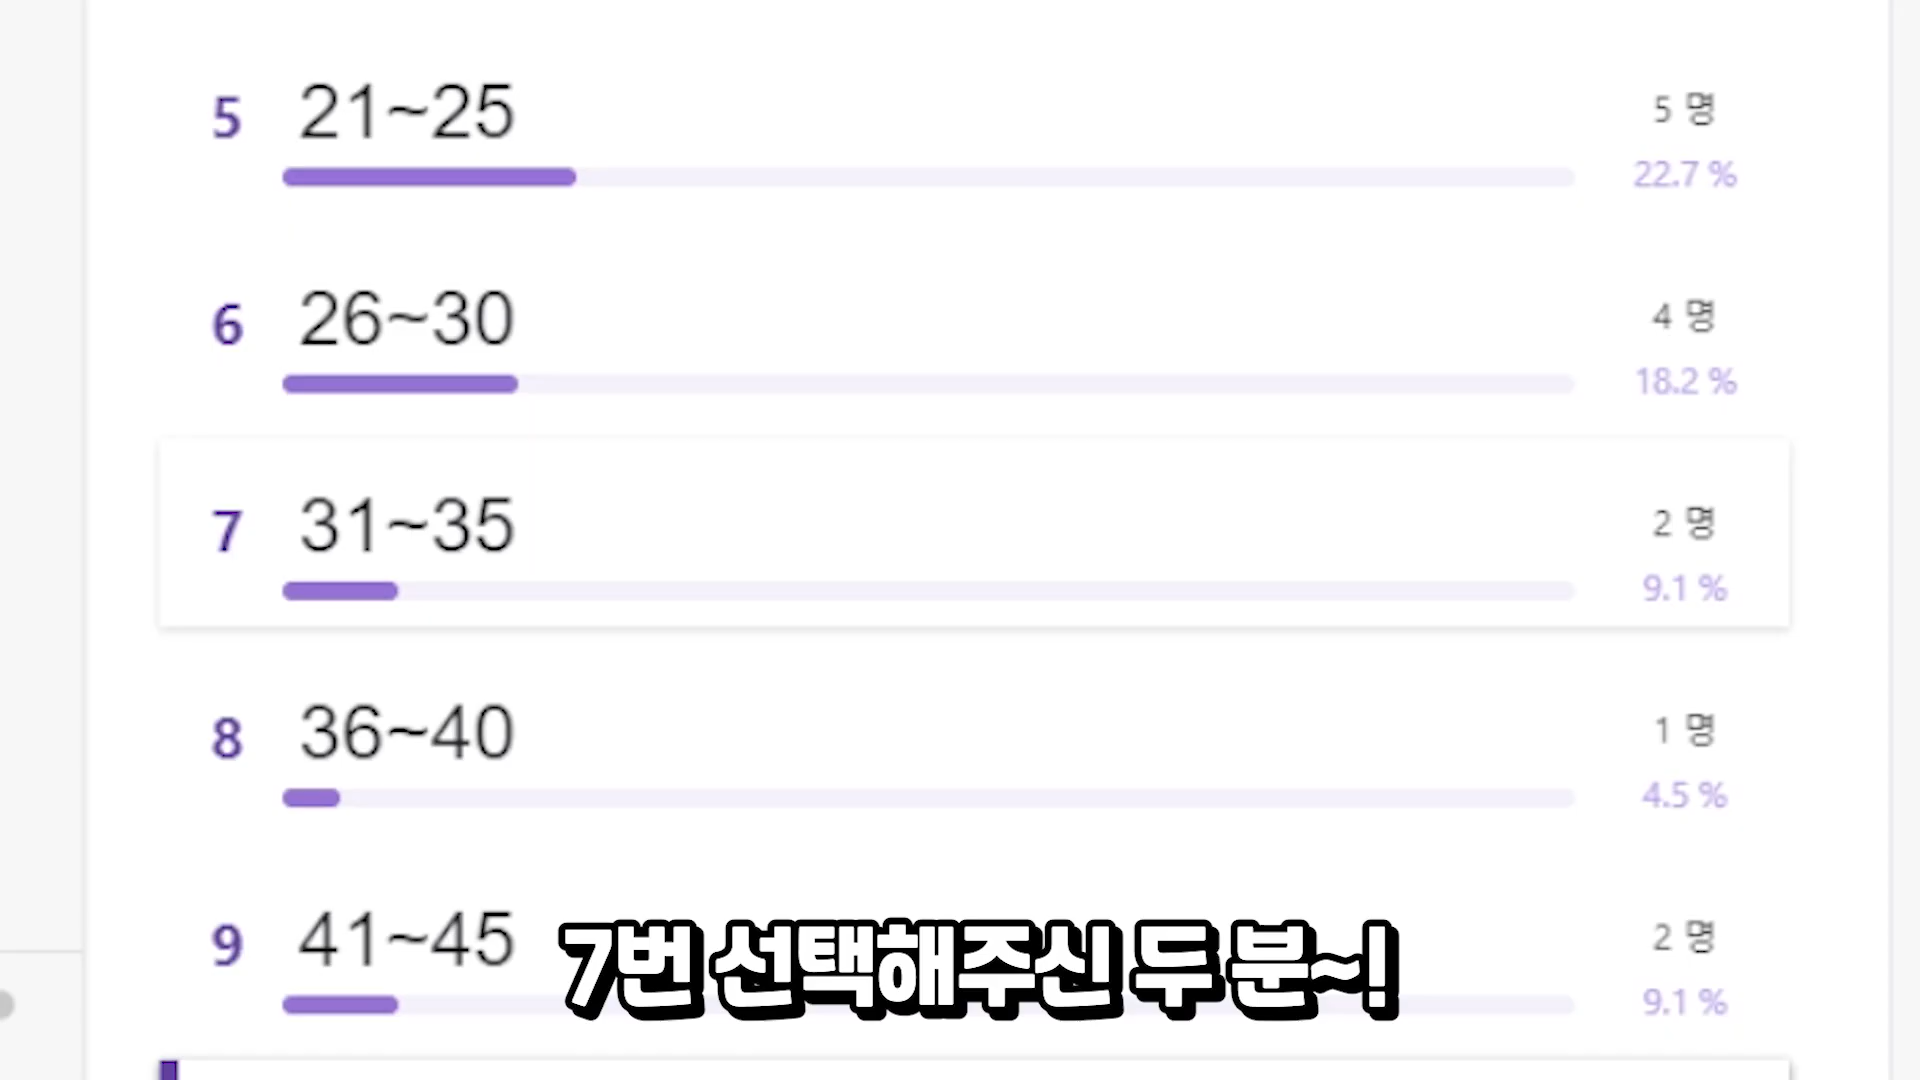 5 21~25 5 명
22.7 %
6 26~30 4 명
18.2 %
7 31~35 2 명
9.1 %
8 36~40 1 명
4.5 %
9 41~45 2 명
9.1 %
7번 선택해주신 두 분~!